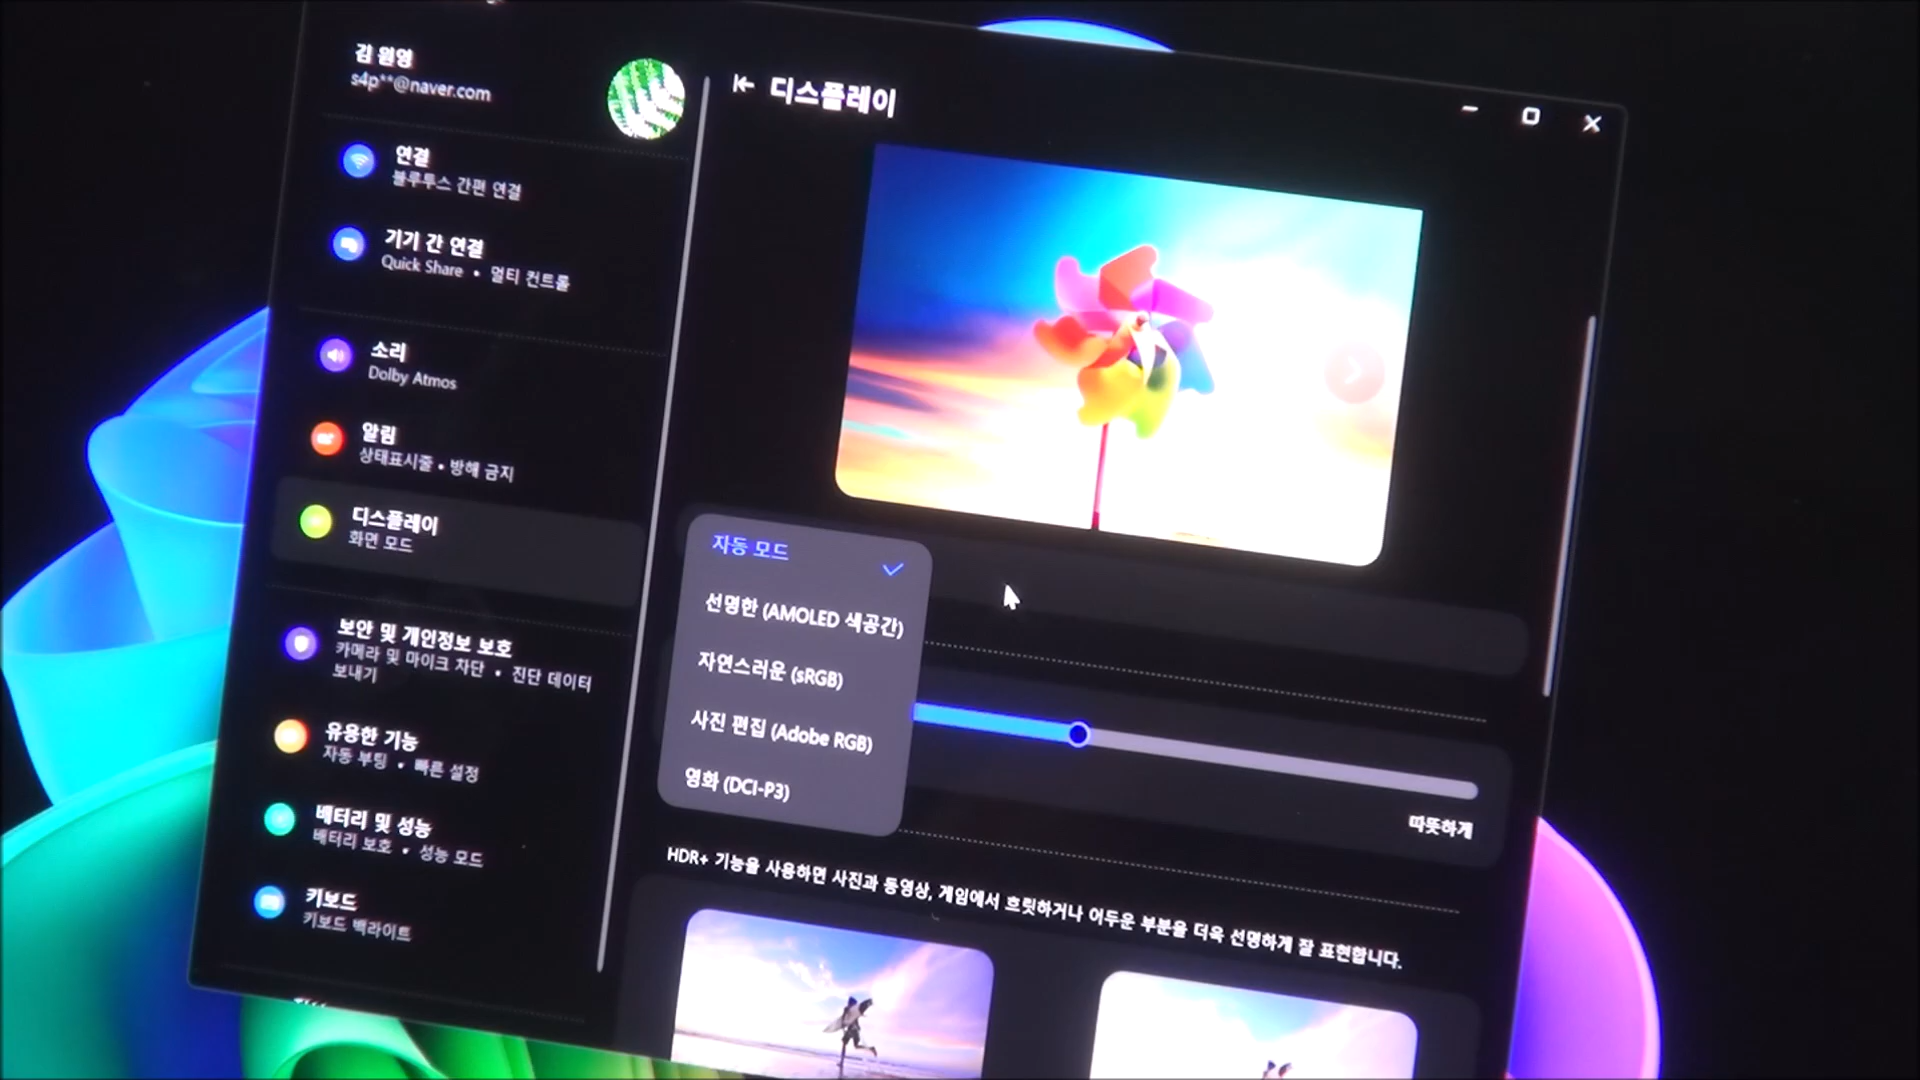 김 원영
s4p**@naver.com
연결
블루투스 간편 연결
기기 간 연결
Quick Share • 멀티 컨트롤
소리
Dolby Atmos
알림
상태표시줄 • 방해 금지
디스플레이
화면 모드
보안 및 개인정보 보호
카메라 및 마이크 차단 • 진단 데이터
보내기
유용한 기능
자동 부팅 • 빠른 설정
배터리 및 성능
배터리 보호 • 성능 모드
키보드
키보드 백라이트
디스플레이
자동 모드
선명한 (AMOLED 색공간)
자연스러운 (sRGB)
사진 편집 (Adobe RGB)
영화 (DCI-P3)
따뜻하게
HDR+ 기능을 사용하면 사진과 동영상, 게임에서 흐릿하거나 어두운 부분을 더욱 선명하게 잘 표현합니다.